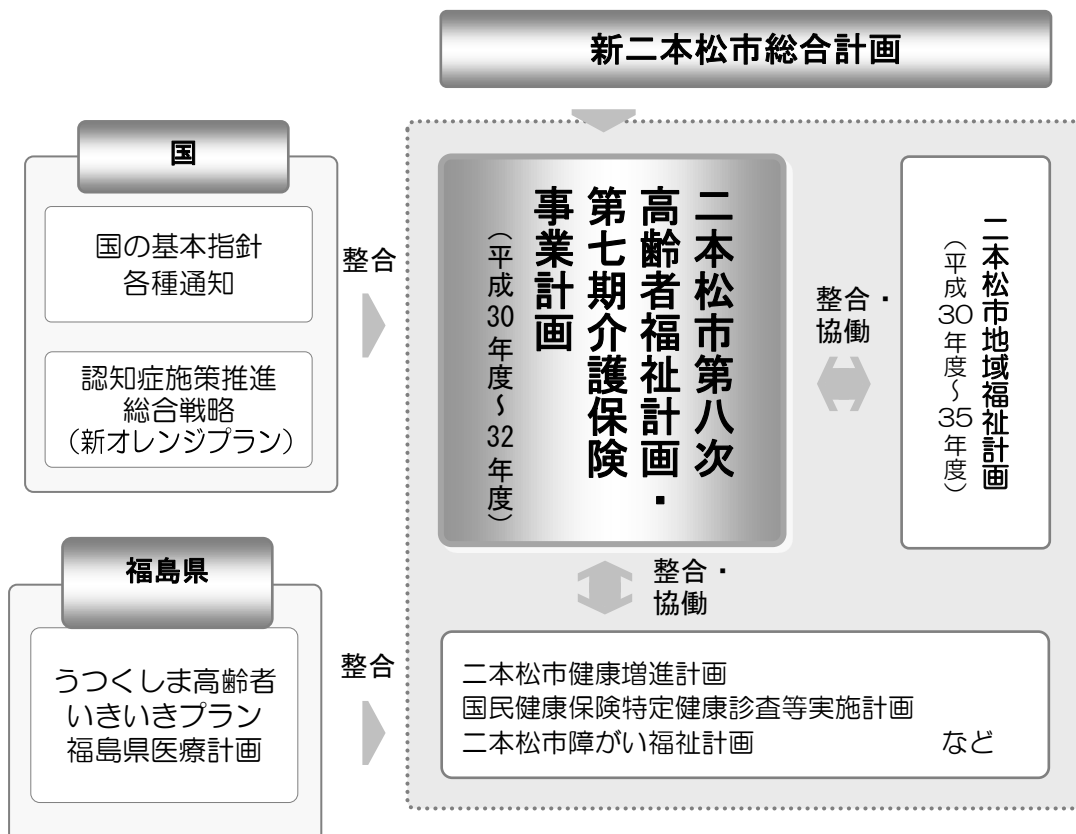 新二本松市総合計画
国
国の基本指針
各種通知
認知症施策推進
総合戦略
（新オレンジプラン）
整合
福島県
うつくしま高齢者
いきいきプラン
福島県医療計画
整合
二本松市第八次
高齢者福祉計画・
第七期介護保険
事業計画
（平成30年度～32年度）
整合・
協働
二本松市地域福祉計画
（平成30年度～35年度）
整合・
協働
二本松市健康増進計画
国民健康保険特定健康診査等実施計画
二本松市障がい福祉計画　など